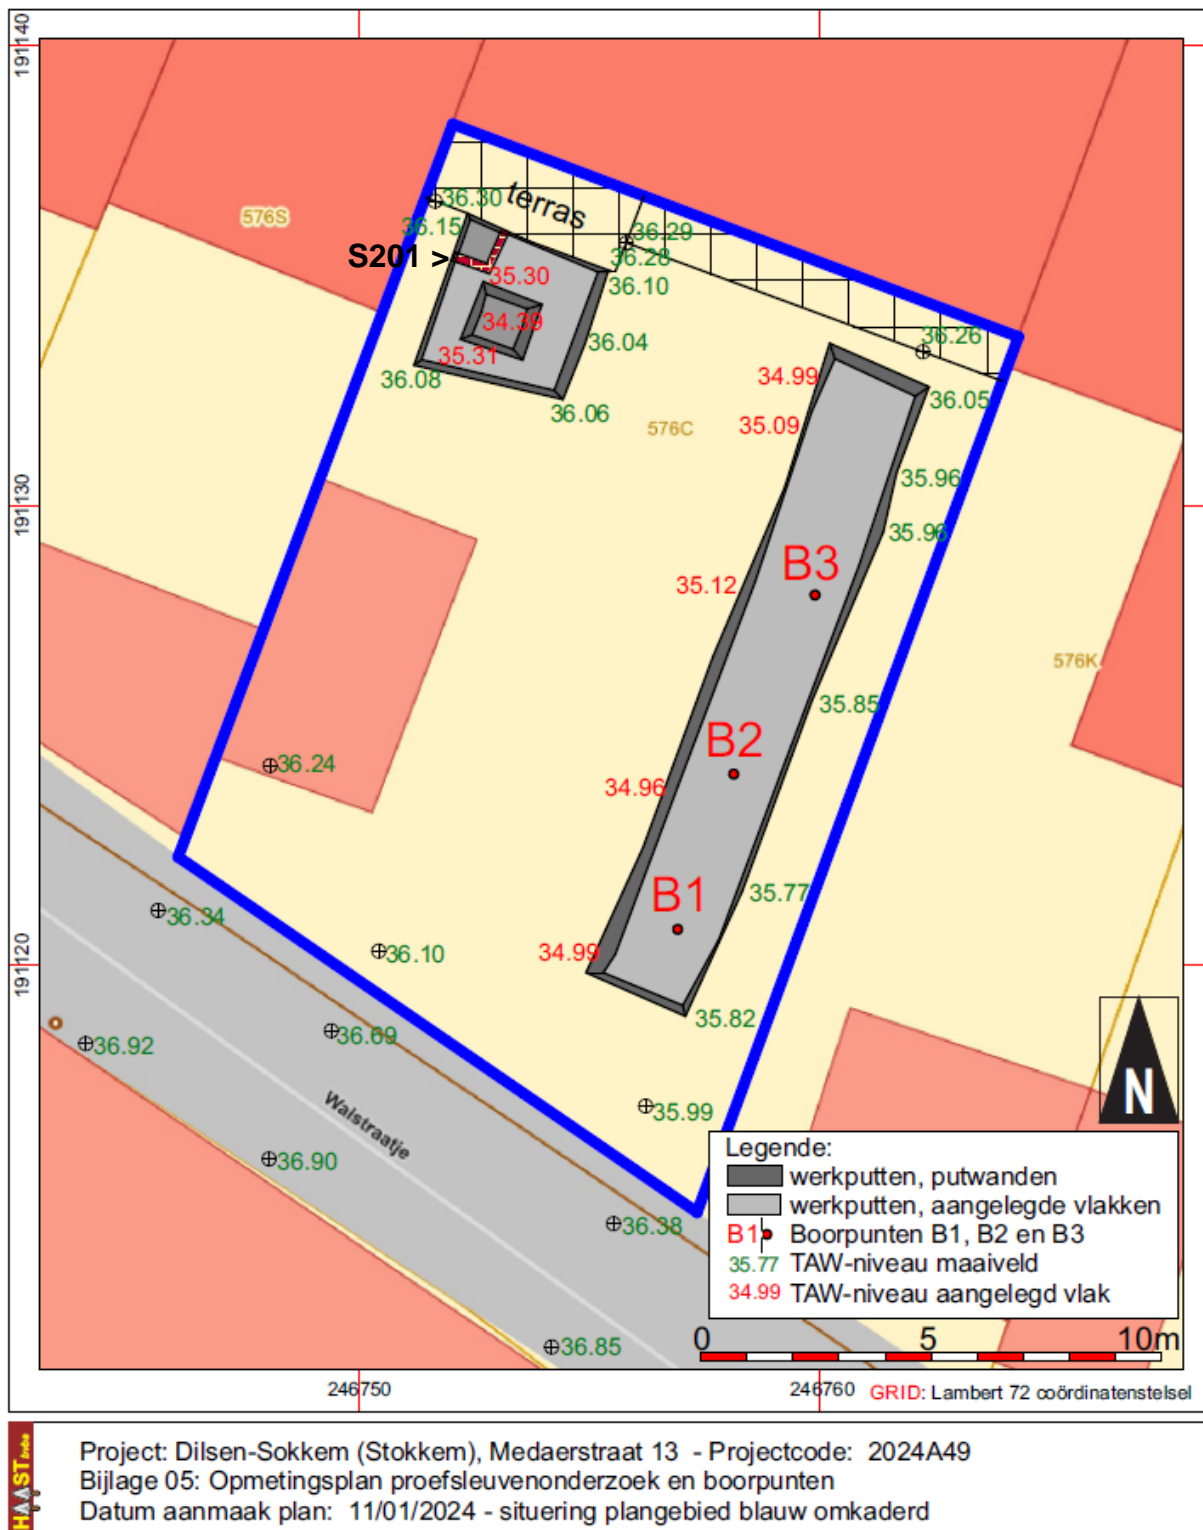 191140
36.30
terras
576S
36.15
36.29
S201 >
36.28
35.30
36.10
34.39
36.04
36.26
35.31
34.99
36.08
36.05
36.06
35.09
576C
191130
35.96
35.96
B3
35.12
576K
35.85
B2
36.24
34.96
35.77
B1
36.34
36.10
34.99
35.82
36.69
36.92
35.99
Walstraatje
N
36.90
36.38
36.85
Legende:
werkputten, putwanden
werkputten, aangelegde vlakken
B1 Boorpunten B1, B2 en B3
35.77 TAW-niveau maaiveld
34.99 TAW-niveau aangelegd vlak
0 5 10m
191120
246750 246760 GRID: Lambert 72 coördinatenstelsel
HAAST bvba
Project: Dilsen-Sokkem (Stokkem), Medaerstraat 13 - Projectcode: 2024A49
Bijlage 05: Opmetingsplan proefsleuvenonderzoek en boorpunten
Datum aanmaak plan: 11/01/2024 - situering plangebied blauw omkaderd